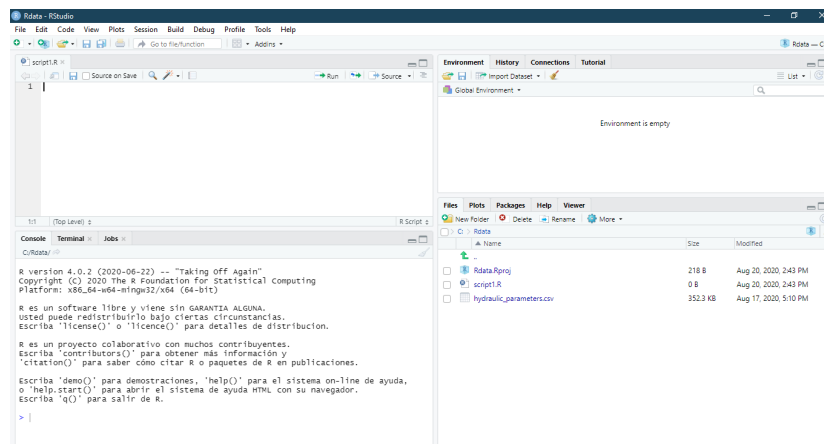 Rdata - RStudio
File Edit Code View Plots Session Build Debug Profile Tools Help
Go to file/function Addins Rdata — C
script1.R
Source on Save Run Source
1
1:1 (Top Level) R Script
Console Terminal Jobs
C:/Rdata/
R version 4.0.2 (2020-06-22) -- "Taking Off Again"
Copyright (C) 2020 The R Foundation for Statistical Computing
Platform: x86_64-w64-mingw32/x64 (64-bit)
R es un software libre y viene sin GARANTIA ALGUNA.
Usted puede redistribuirlo bajo ciertas circunstancias.
Escriba 'license()' o 'licence()' para detalles de distribucion.
R es un proyecto colaborativo con muchos contribuyentes.
Escriba 'contributors()' para obtener más información y
'citation()' para saber cómo citar R o paquetes de R en publicaciones.
Escriba 'demo()' para demostraciones, 'help()' para el sistema on-line de ayuda,
o 'help.start()' para abrir el sistema de ayuda HTML con su navegador.
Escriba 'q()' para salir de R.
>
Environment History Connections Tutorial
Import Dataset List
Global Environment
Environment is empty
Files Plots Packages Help Viewer
New Folder Delete Rename More
C: Rdata
Name Size Modified
..
Rdata.Rproj 218 B Aug 20, 2020, 2:43 PM
script1.R 0 B Aug 20, 2020, 2:43 PM
hydraulic_parameters.csv 352.3 KB Aug 17, 2020, 5:10 PM